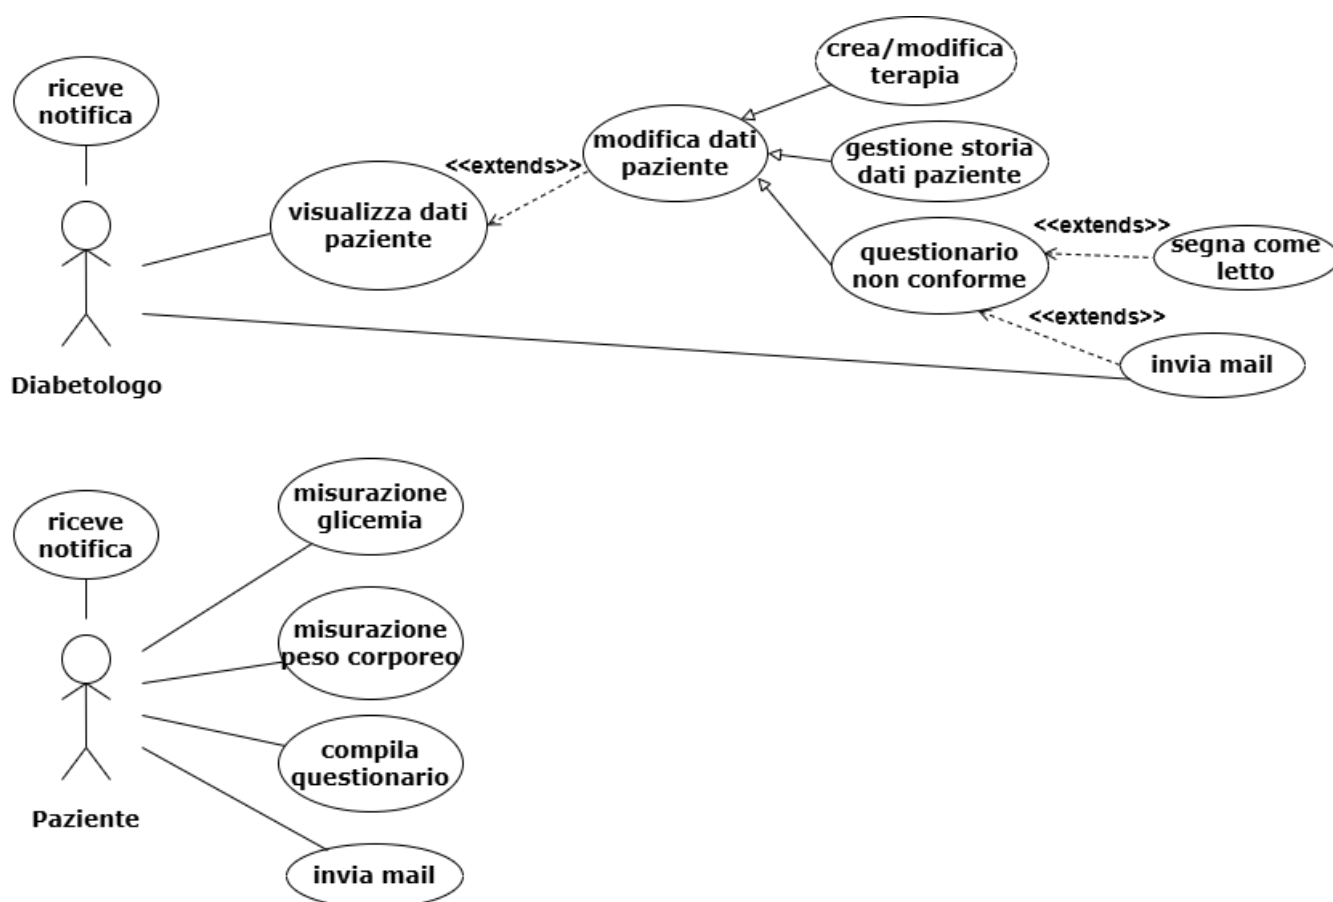 riceve
notifica
crea/modifica
terapia
modifica dati
paziente
gestione storia
dati paziente
<<extends>>
visualizza dati
paziente
questionario
non conforme
<<extends>>
segna come
letto
<<extends>>
invia mail
Diabetologo
riceve
notifica
misurazione
glicemia
misurazione
peso corporeo
compila
questionario
Paziente
invia mail